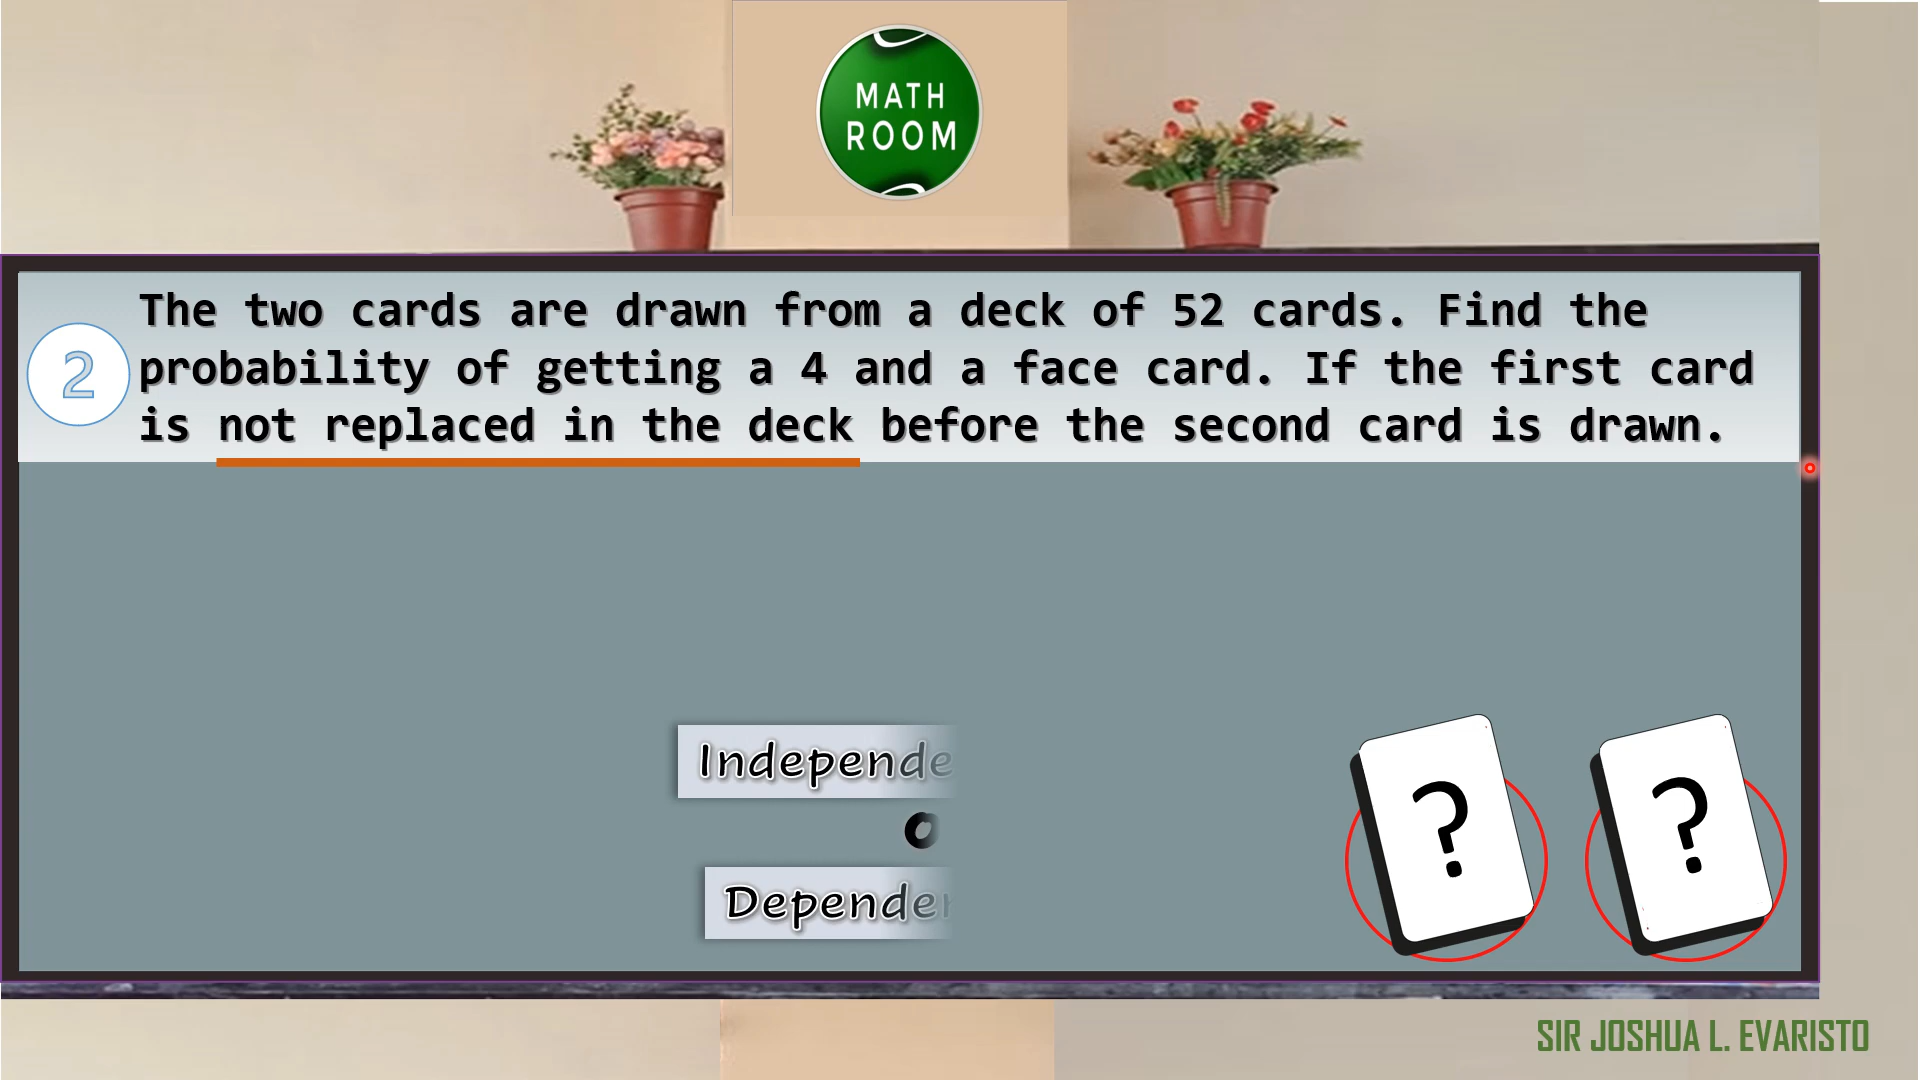 MATH
ROOM
2
The two cards are drawn from a deck of 52 cards. Find the
probability of getting a 4 and a face card. If the first card
is not replaced in the deck before the second card is drawn.
Independe
o
Depende
? ?
SIR JOSHUA L. EVARISTO